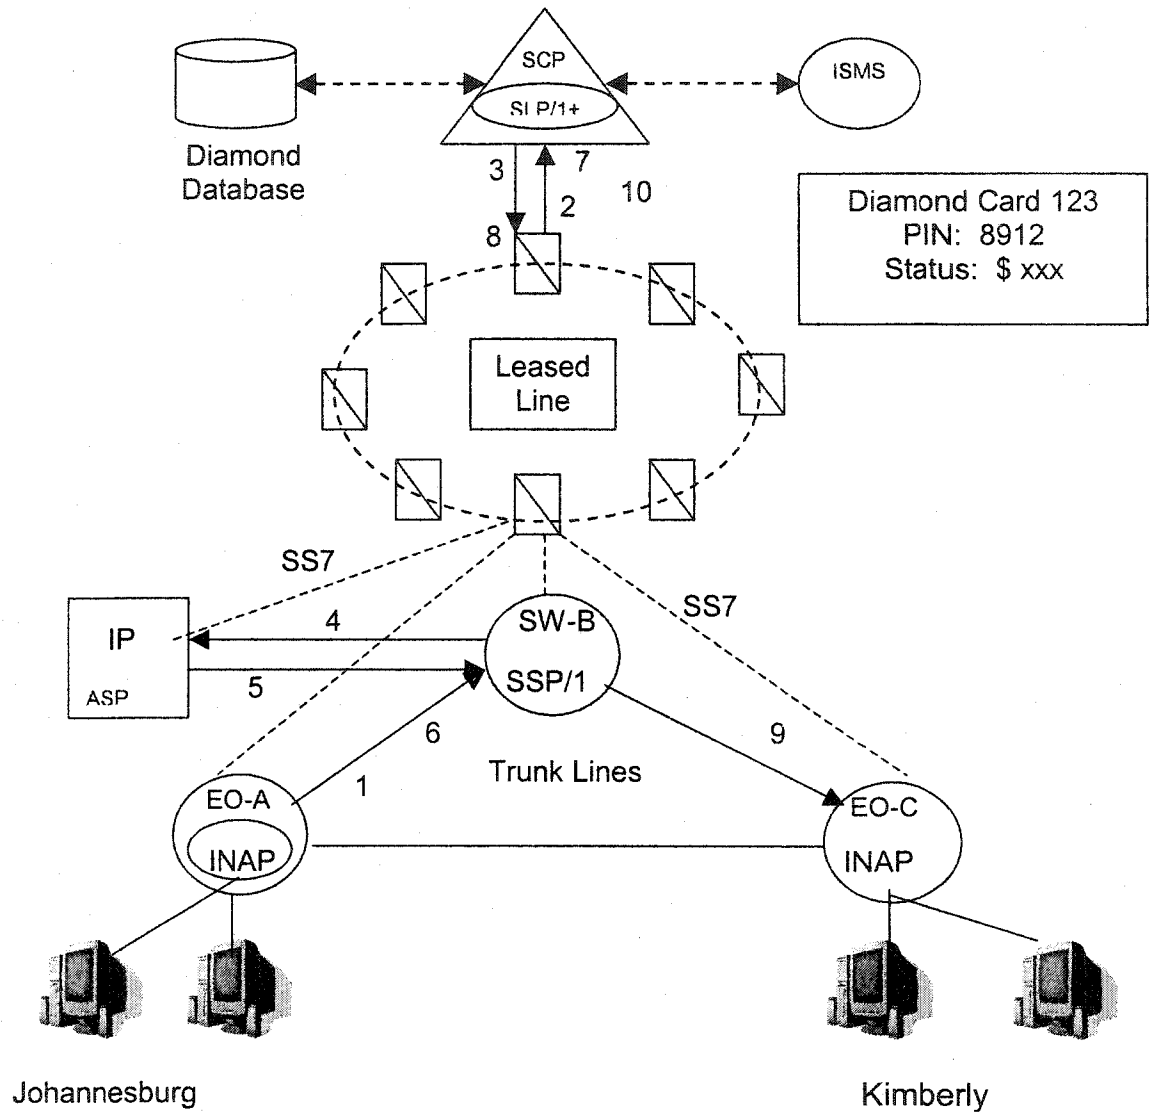 SCP
SLP/1+
ISMS
Diamond
Database
3
7
10
2
8
Diamond Card 123
PIN: 8912
Status: $ xxx
Leased
Line
SS7
SS7
IP
ASP
4
5
SW-B
SSP/1
6
9
1
Trunk Lines
EO-A
INAP
EO-C
INAP
Johannesburg
Kimberly